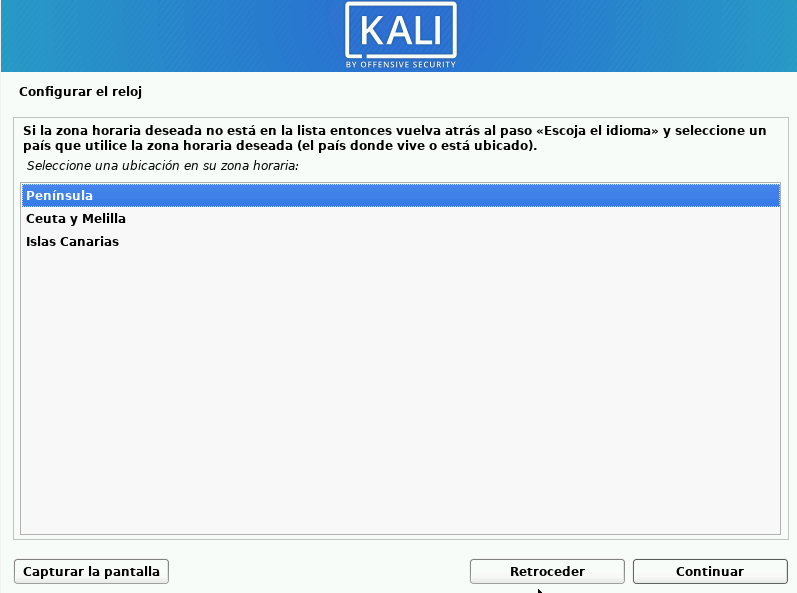 KALI
BY OFFENSIVE SECURITY
Configurar el reloj
Si la zona horaria deseada no está en la lista entonces vuelva atrás al paso «Escoja el idioma» y seleccione un
país que utilice la zona horaria deseada (el país donde vive o está ubicado).
Seleccione una ubicación en su zona horaria:
Península
Ceuta y Melilla
Islas Canarias
Capturar la pantalla
Retroceder
Continuar